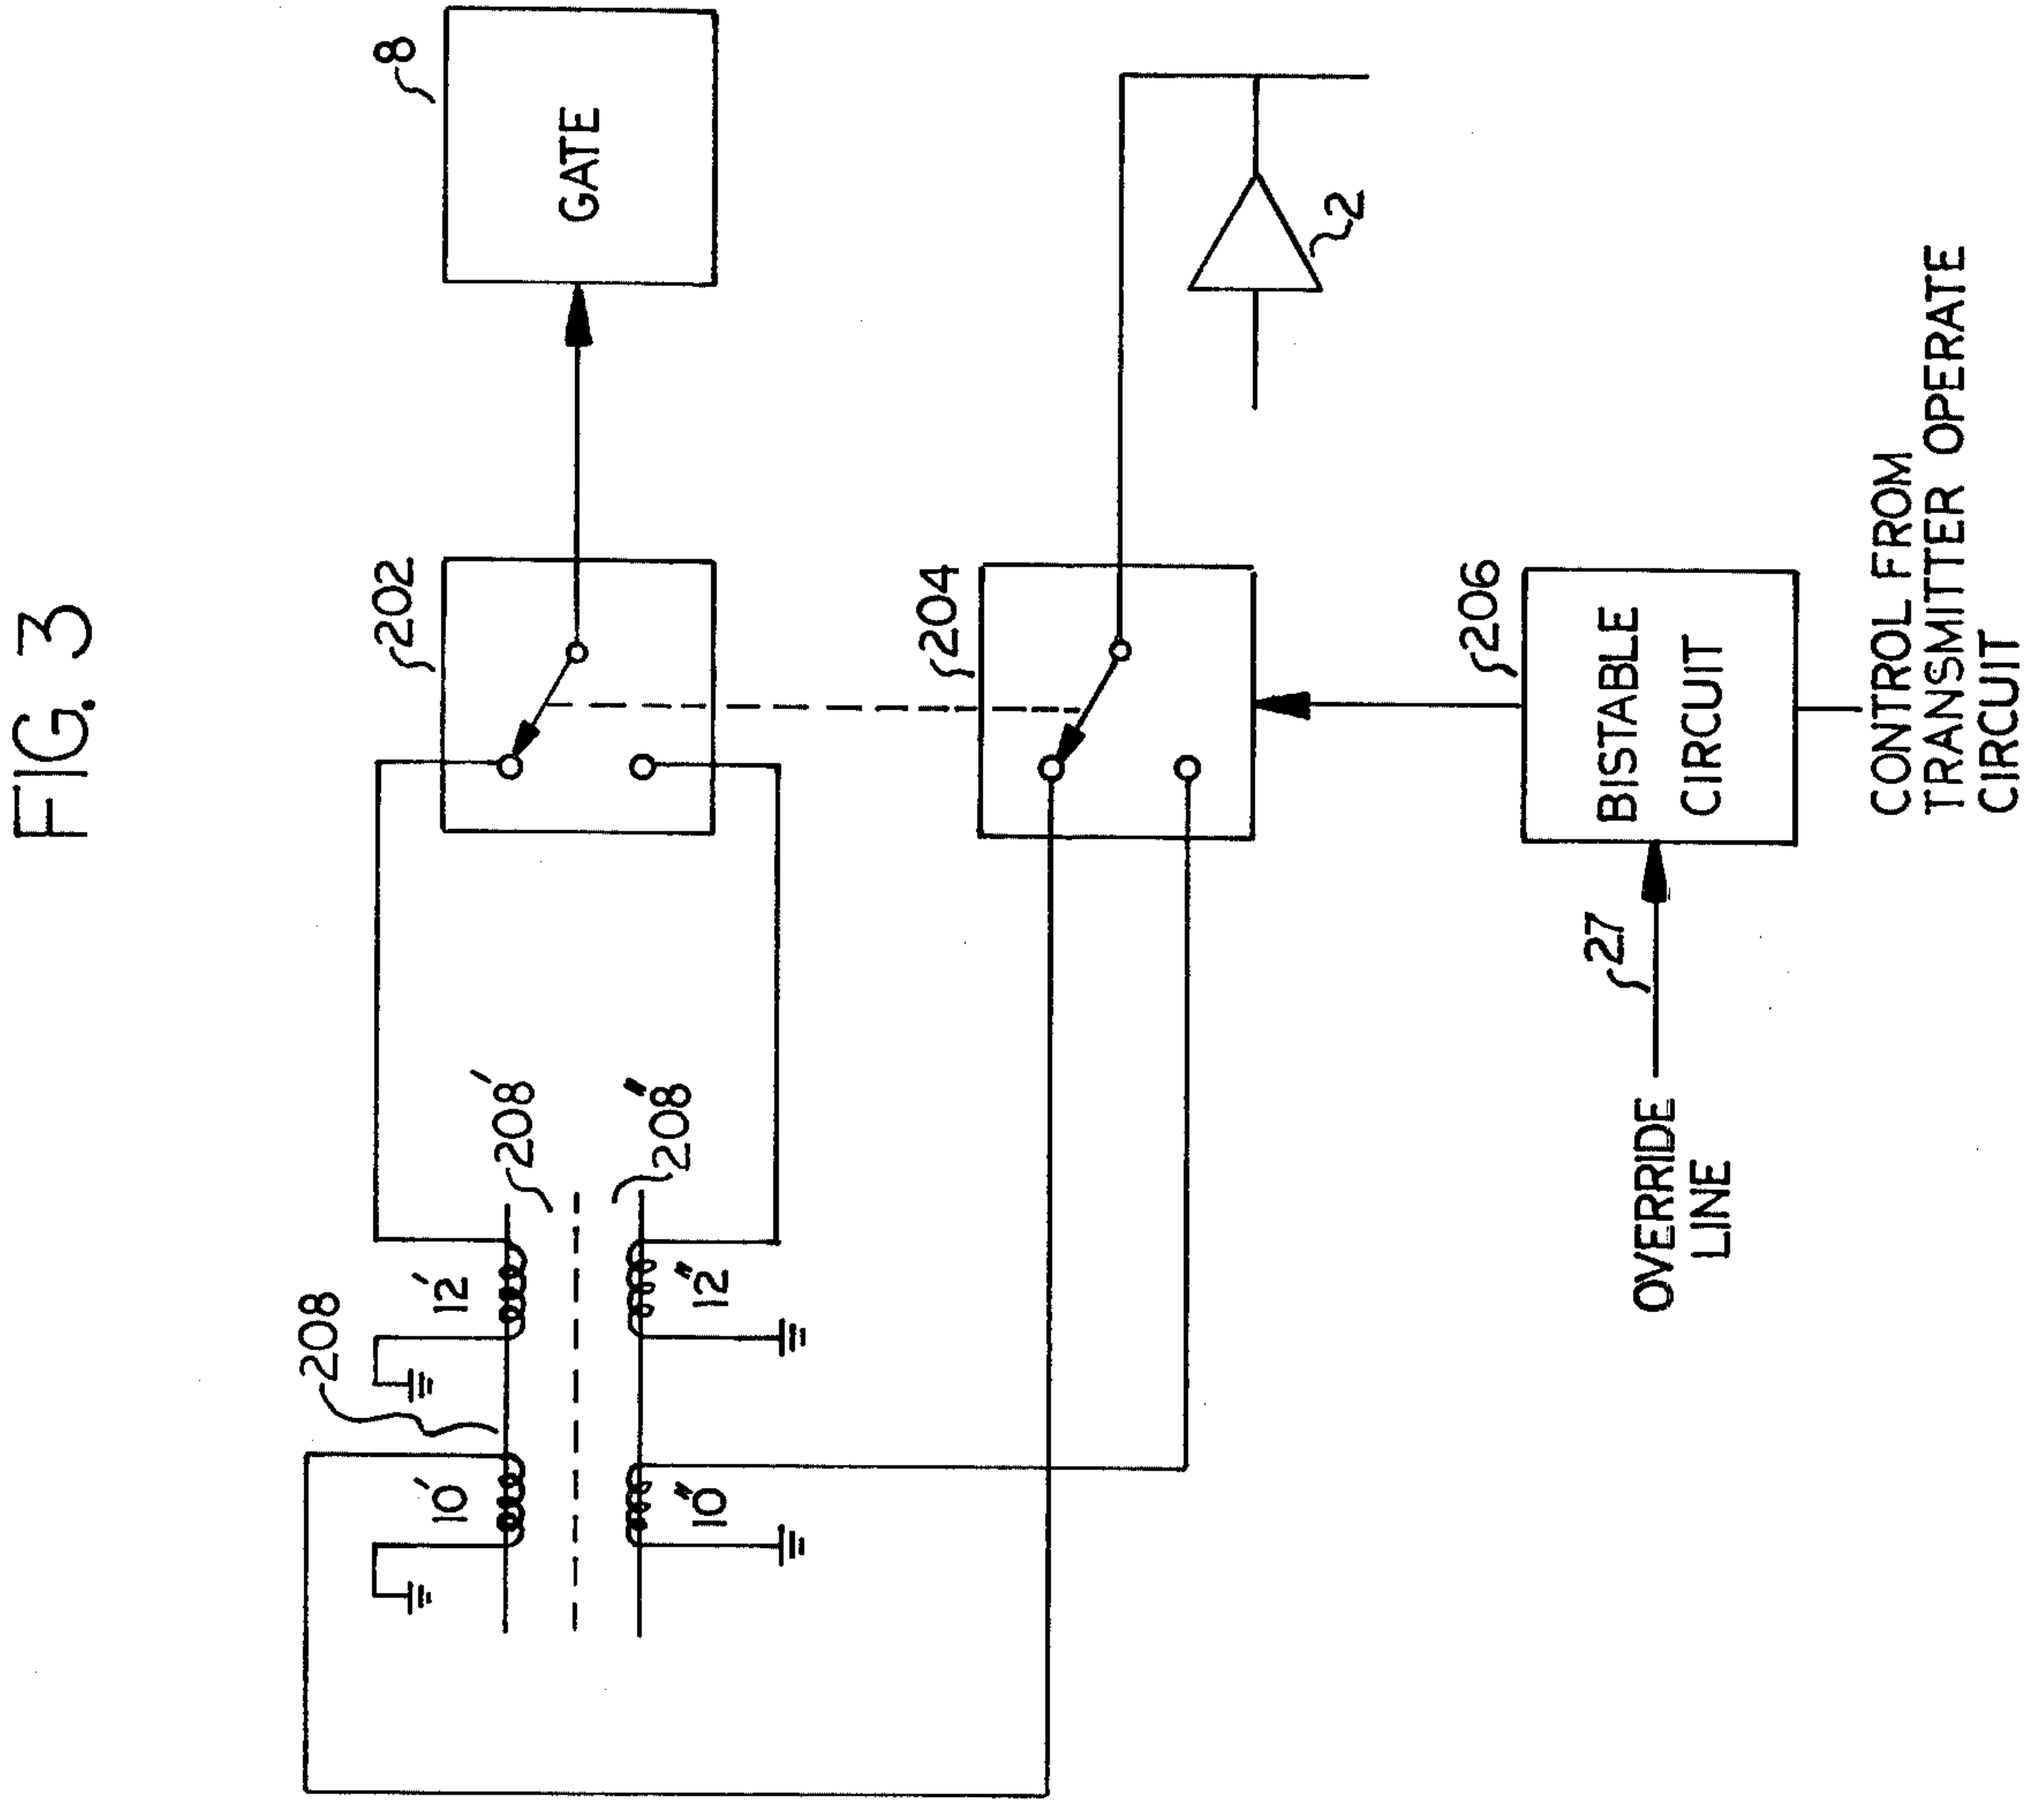 FIG. 3
8
GATE
202
208'
208"
12'
12"
208
10'
10"
204
2
206
BISTABLE
CIRCUIT
27
OVERRIDE
LINE
CONTROL FROM
TRANSMITTER OPERATE
CIRCUIT